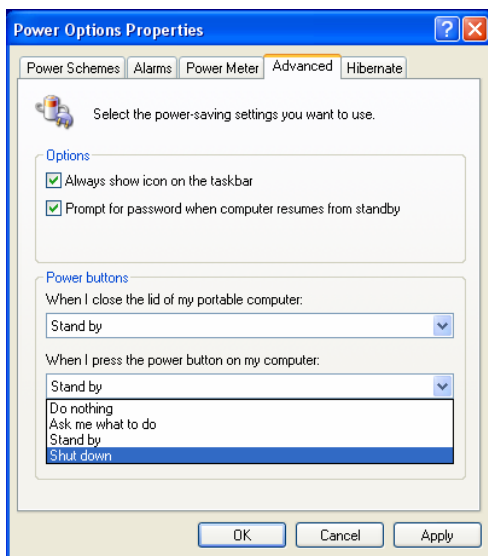 Power Options Properties
Power Schemes Alarms Power Meter Advanced Hibernate
Select the power-saving settings you want to use.
Options
Always show icon on the taskbar
Prompt for password when computer resumes from standby
Power buttons
When I close the lid of my portable computer:
Stand by
When I press the power button on my computer:
Stand by
Do nothing
Ask me what to do
Stand by
Shut down
OK Cancel Apply